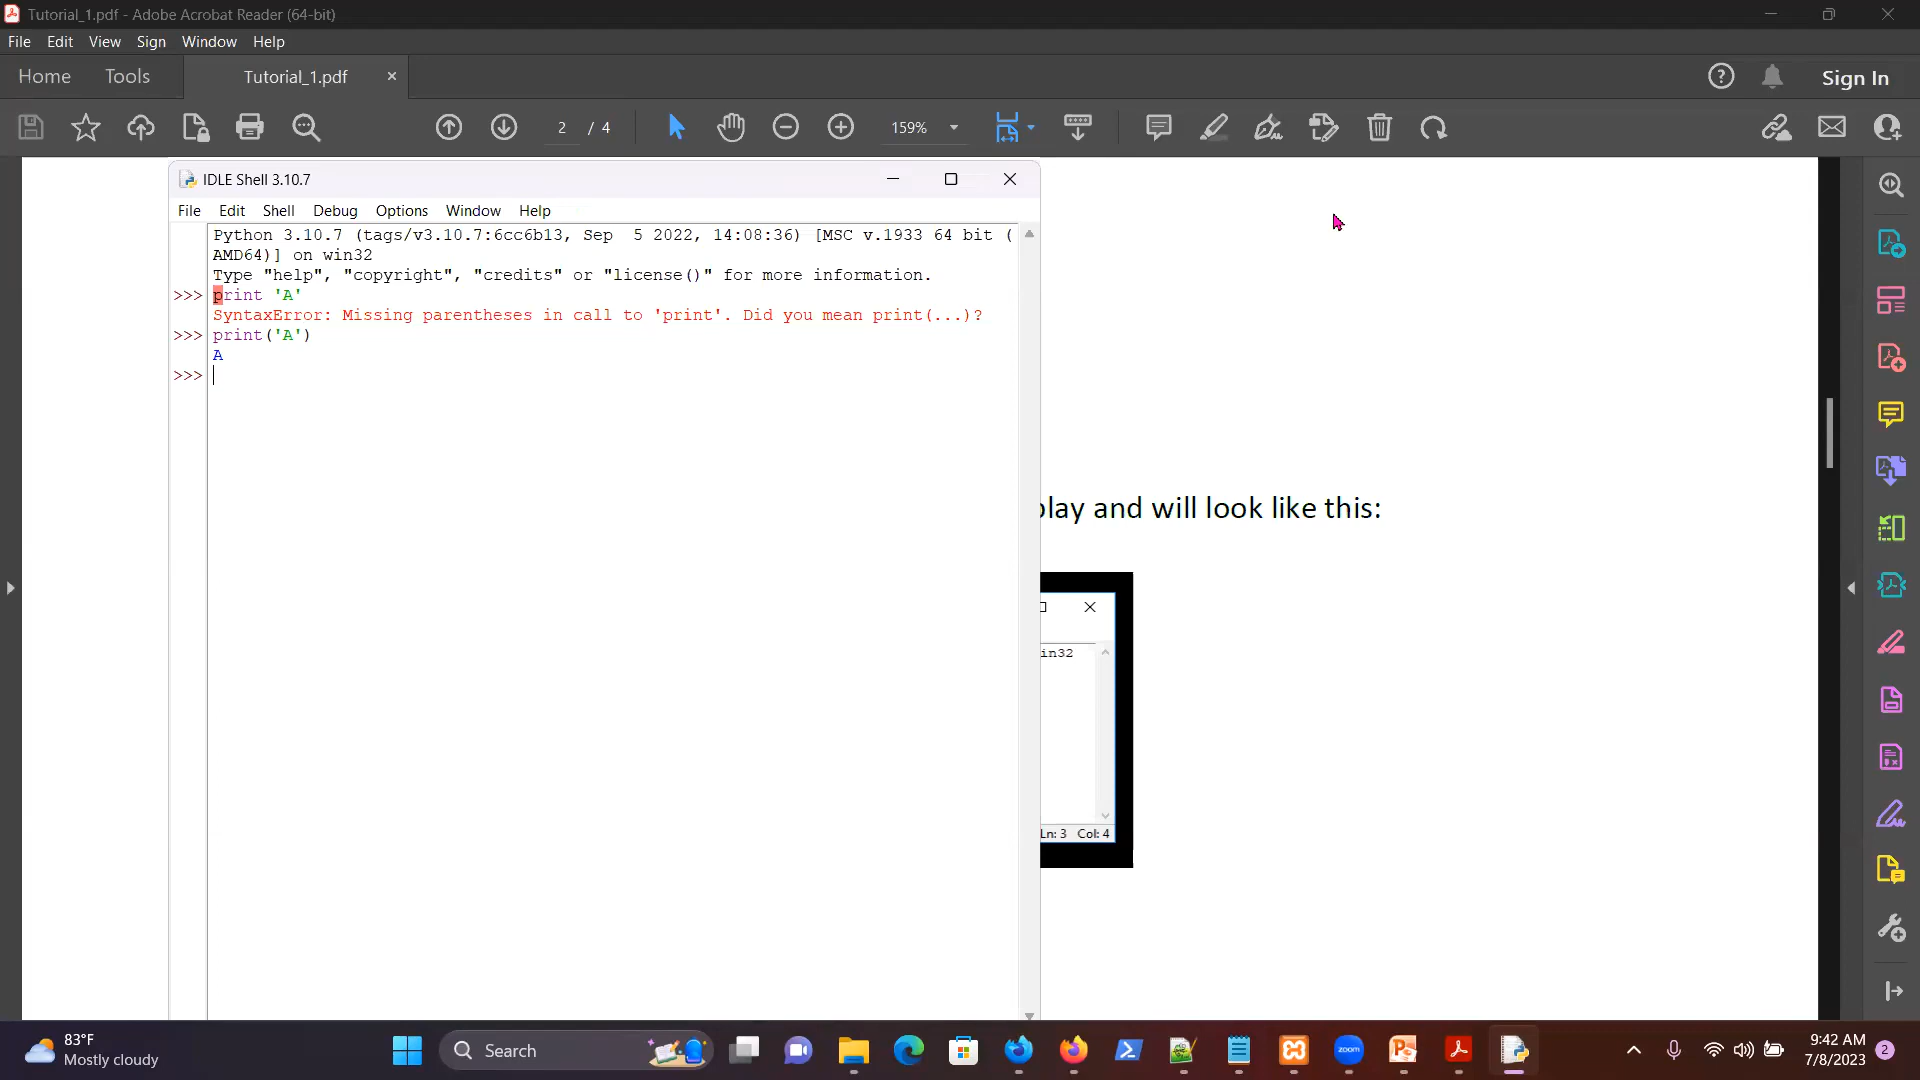 Tutorial_1.pdf - Adobe Acrobat Reader (64-bit)
File Edit View Sign Window Help
Home Tools Tutorial_1.pdf × Sign In
2 / 4 159%
IDLE Shell 3.10.7
File Edit Shell Debug Options Window Help
Python 3.10.7 (tags/v3.10.7:6cc6b13, Sep  5 2022, 14:08:36) [MSC v.1933 64 bit (
AMD64)] on win32
Type "help", "copyright", "credits" or "license()" for more information.
>>> print 'A'
SyntaxError: Missing parentheses in call to 'print'. Did you mean print(...)?
>>> print('A')
A
>>>
play and will look like this:
in32
Ln: 3 Col: 4
83°F
Mostly cloudy
Search
zoom
9:42 AM
7/8/2023
2